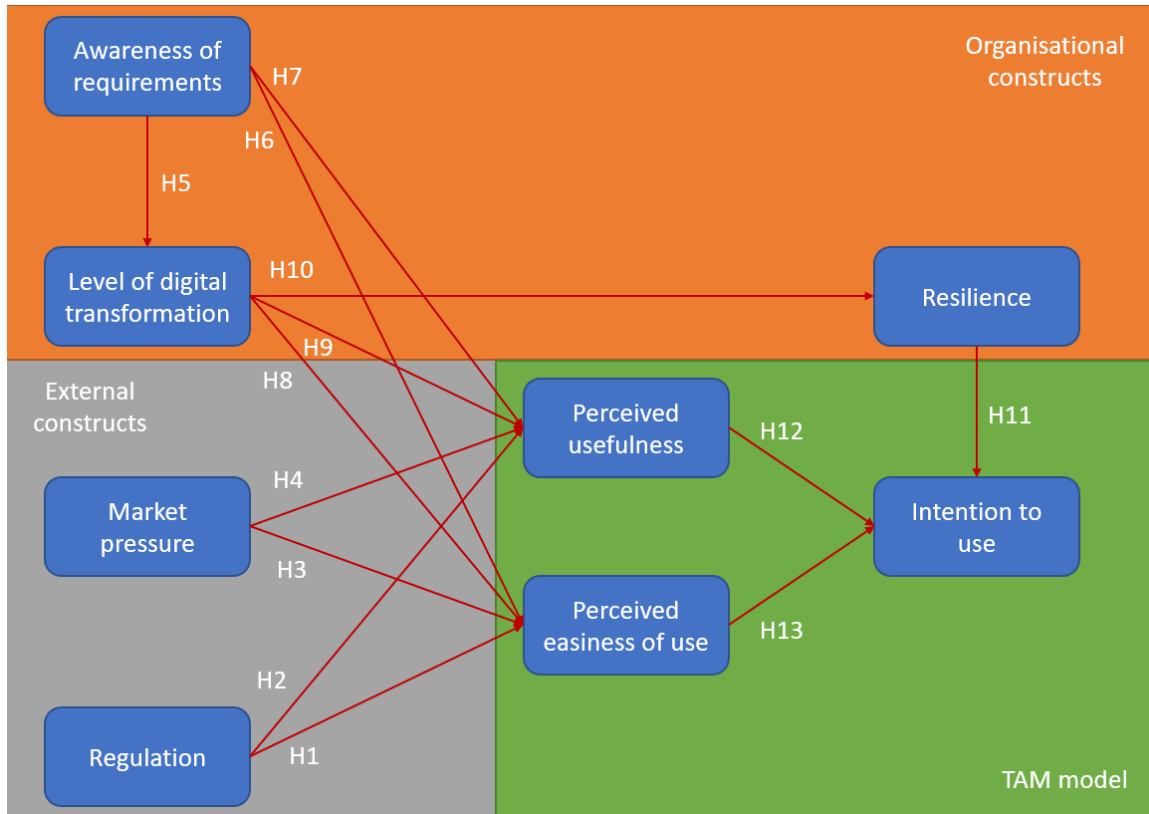 Awareness of
requirements
H7
Organisational
constructs
H6
H5
Level of digital
transformation
H10
Resilience
H9
H8
External
constructs
Perceived
usefulness
H12
H11
Market
pressure
H4
H3
Intention to
use
Perceived
easiness of use
H13
H2
Regulation
H1
TAM model